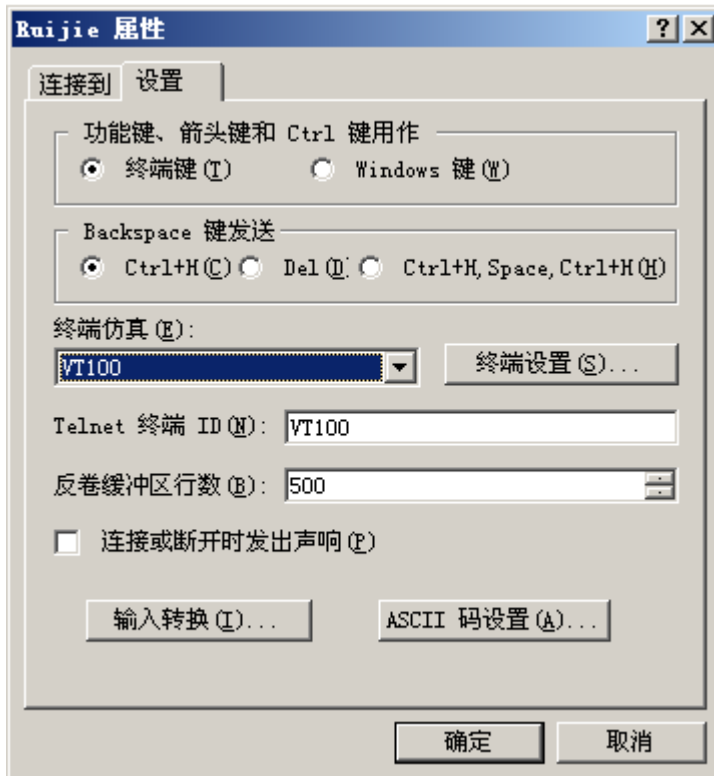 Ruijie 属性
连接到 设置
功能键、箭头键和 Ctrl 键用作
终端键(T) Windows 键(W)
Backspace 键发送
Ctrl+H(C) Del(D) Ctrl+H, Space, Ctrl+H(H)
终端仿真(E):
VT100 终端设置(S)...
Telnet 终端 ID(N): VT100
反卷缓冲区行数(B): 500
连接或断开时发出声响(P)
输入转换(I)... ASCII 码设置(A)...
确定 取消